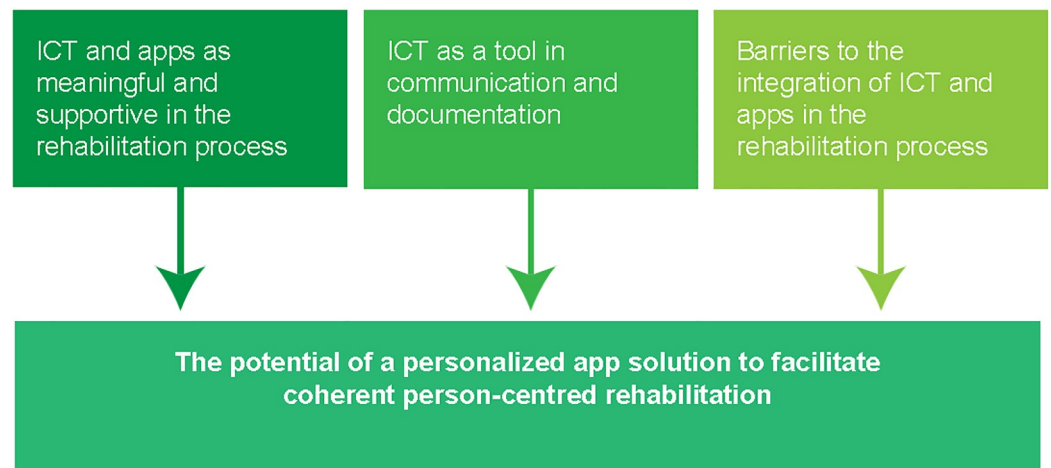 ICT and apps as
meaningful and
supportive in the
rehabilitation process
ICT as a tool in
communication and
documentation
Barriers to the
integration of ICT and
apps in the
rehabilitation process
The potential of a personalized app solution to facilitate
coherent person-centred rehabilitation